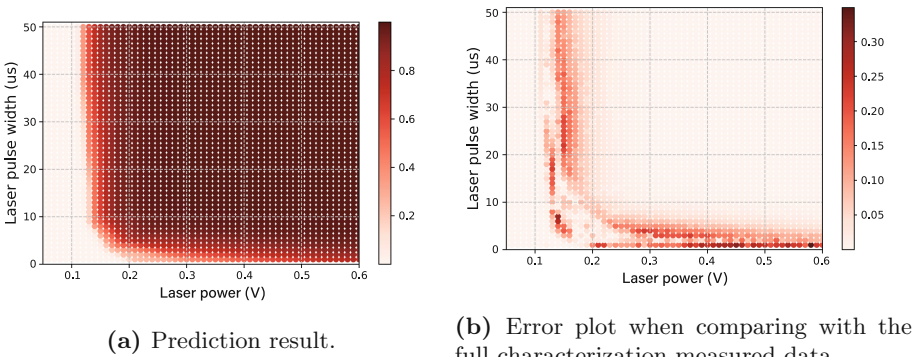 50
40
30
20
10
0
Laser pulse width (us)
0.1 0.2 0.3 0.4 0.5 0.6
Laser power (V)
0.8
0.6
0.4
0.2
(a) Prediction result.
50
40
30
20
10
0
Laser pulse width (us)
0.1 0.2 0.3 0.4 0.5 0.6
Laser power (V)
0.30
0.25
0.20
0.15
0.10
0.05
(b) Error plot when comparing with the
full characterization measured data